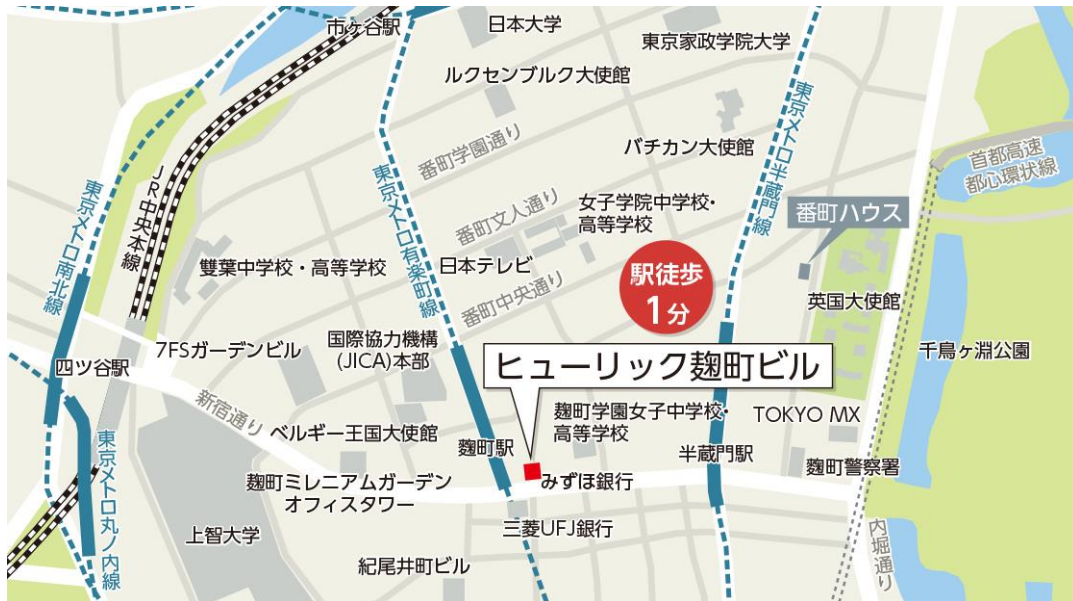 市ヶ谷駅
日本大学
東京家政学院大学
ルクセンブルク大使館
バチカン大使館
番町学園通り
東京メトロ半蔵門線
首都高速
都心環状線
JR中央本線
東京メトロ南北線
東京メトロ有楽町線
番町文人通り
女子学院中学校・
高等学校
番町ハウス
雙葉中学校・高等学校
日本テレビ
番町中央通り
駅徒歩
1分
英国大使館
国際協力機構
(JICA)本部
7FSガーデンビル
四ツ谷駅
千鳥ヶ淵公園
ヒューリック麹町ビル
新宿通り
ベルギー王国大使館
麹町駅
麹町学園女子中学校・
高等学校
TOKYO MX
半蔵門駅
麹町警察署
東京メトロ丸ノ内線
麹町ミレニアムガーデン
オフィスタワー
みずほ銀行
上智大学
三菱UFJ銀行
内堀通り
紀尾井町ビル